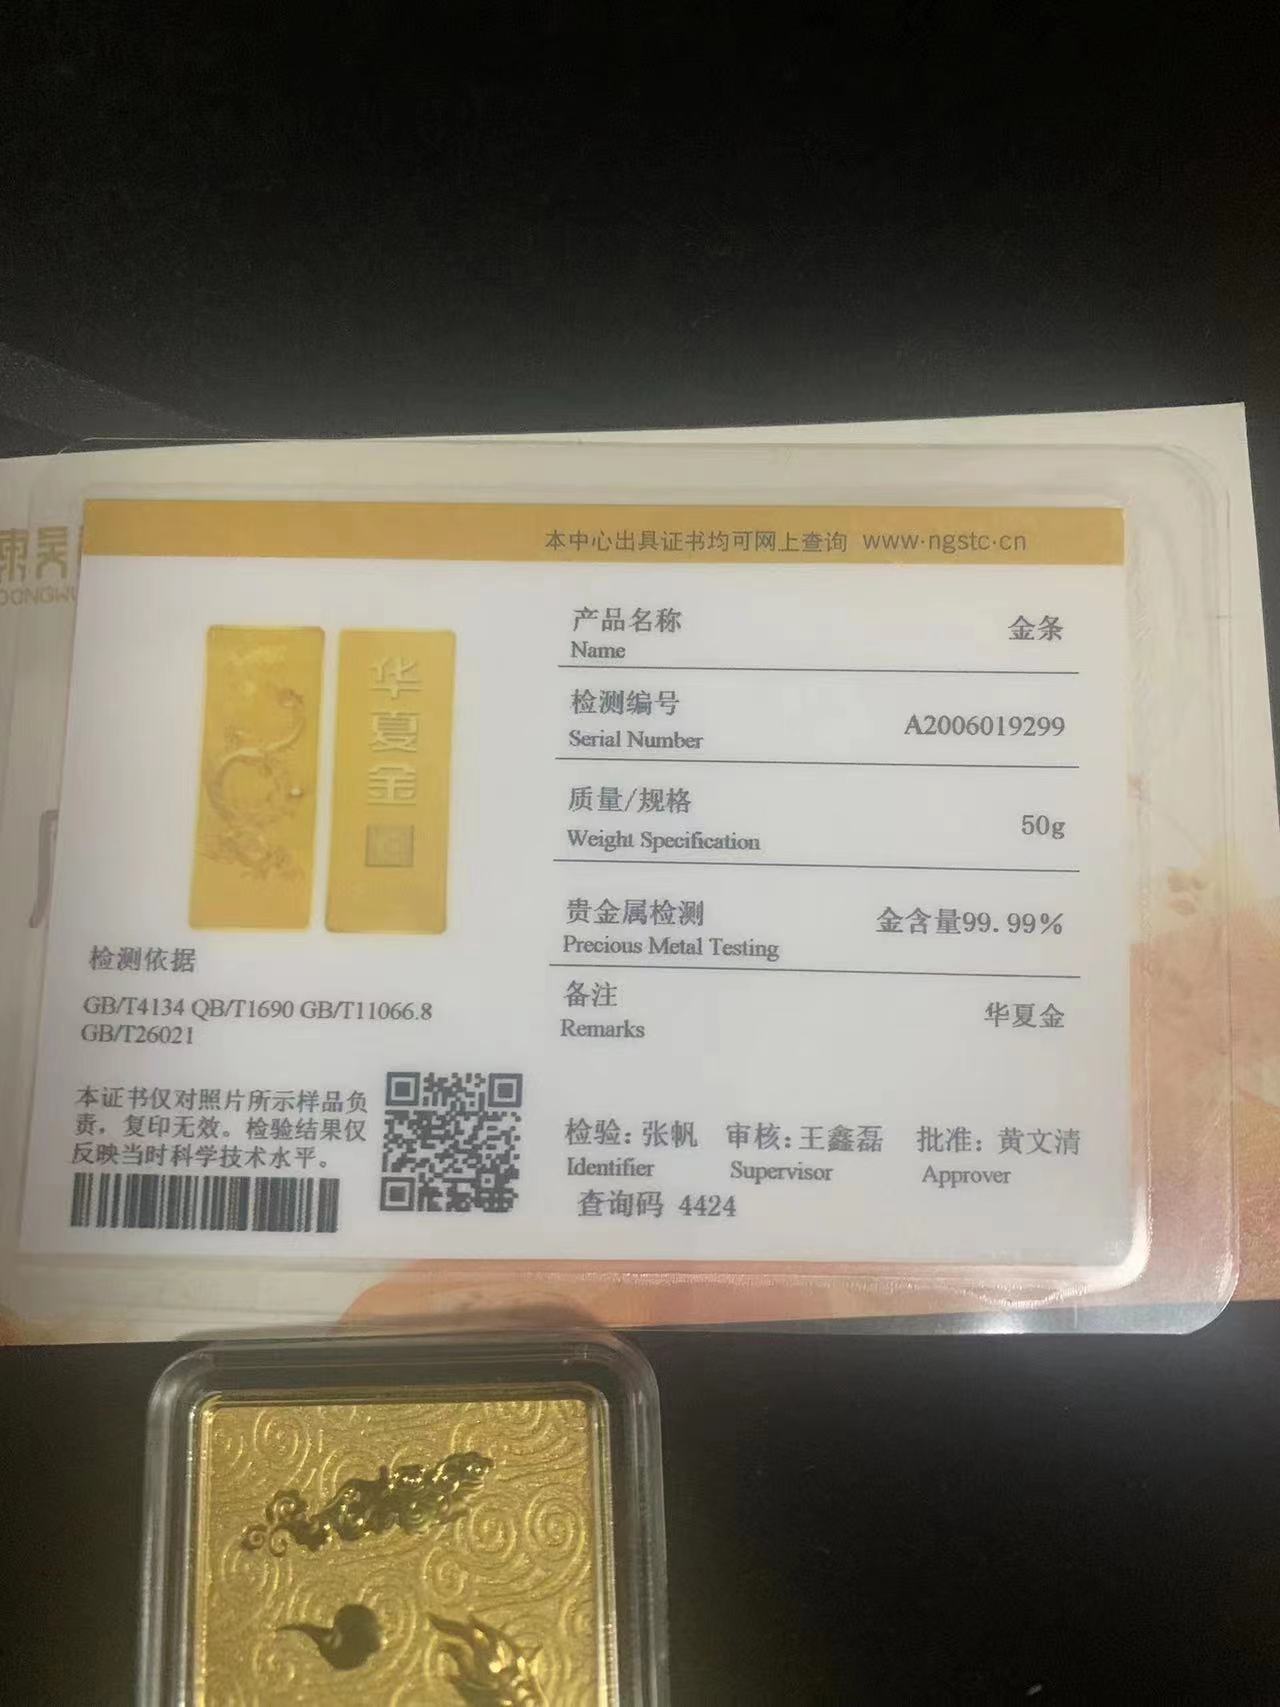 本中心出具证书均可网上查询 www.ngstc.cn
产品名称 金条
Name
检测编号 A2006019299
Serial Number
质量/规格 50g
Weight Specification
贵金属检测 金含量99.99%
Precious Metal Testing
备注 华夏金
Remarks
华
夏
金
检测依据
GB/T4134 QB/T1690 GB/T11066.8
GB/T26021
本证书仅对照片所示样品负
责，复印无效。检验结果仅
反映当时科学技术水平。
检验：张帆 审核：王鑫磊 批准：黄文清
Identifier Supervisor Approver
查询码 4424